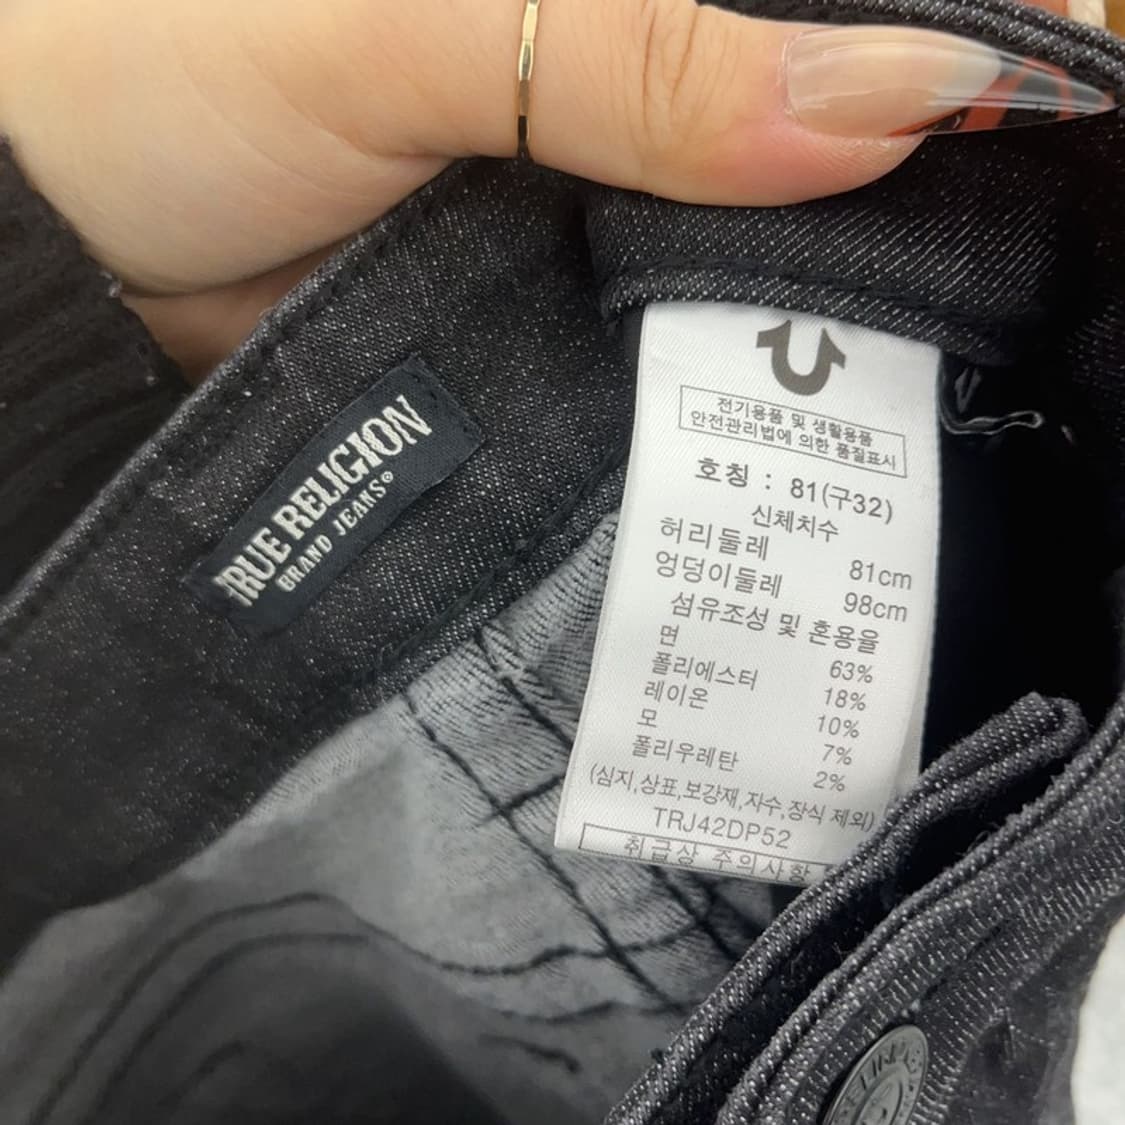 TRUE RELIGION
BRAND JEANS®
전기용품 및 생활용품
안전관리법에 의한 품질표시
호칭 : 81(구32)
신체치수
허리둘레 81cm
엉덩이둘레 98cm
섬유조성 및 혼용율
면 63%
폴리에스터 18%
레이온 10%
모 7%
폴리우레탄 2%
(심지,상표,보강재,자수,장식 제외)
TRJ42DP52
취급상 주의사항